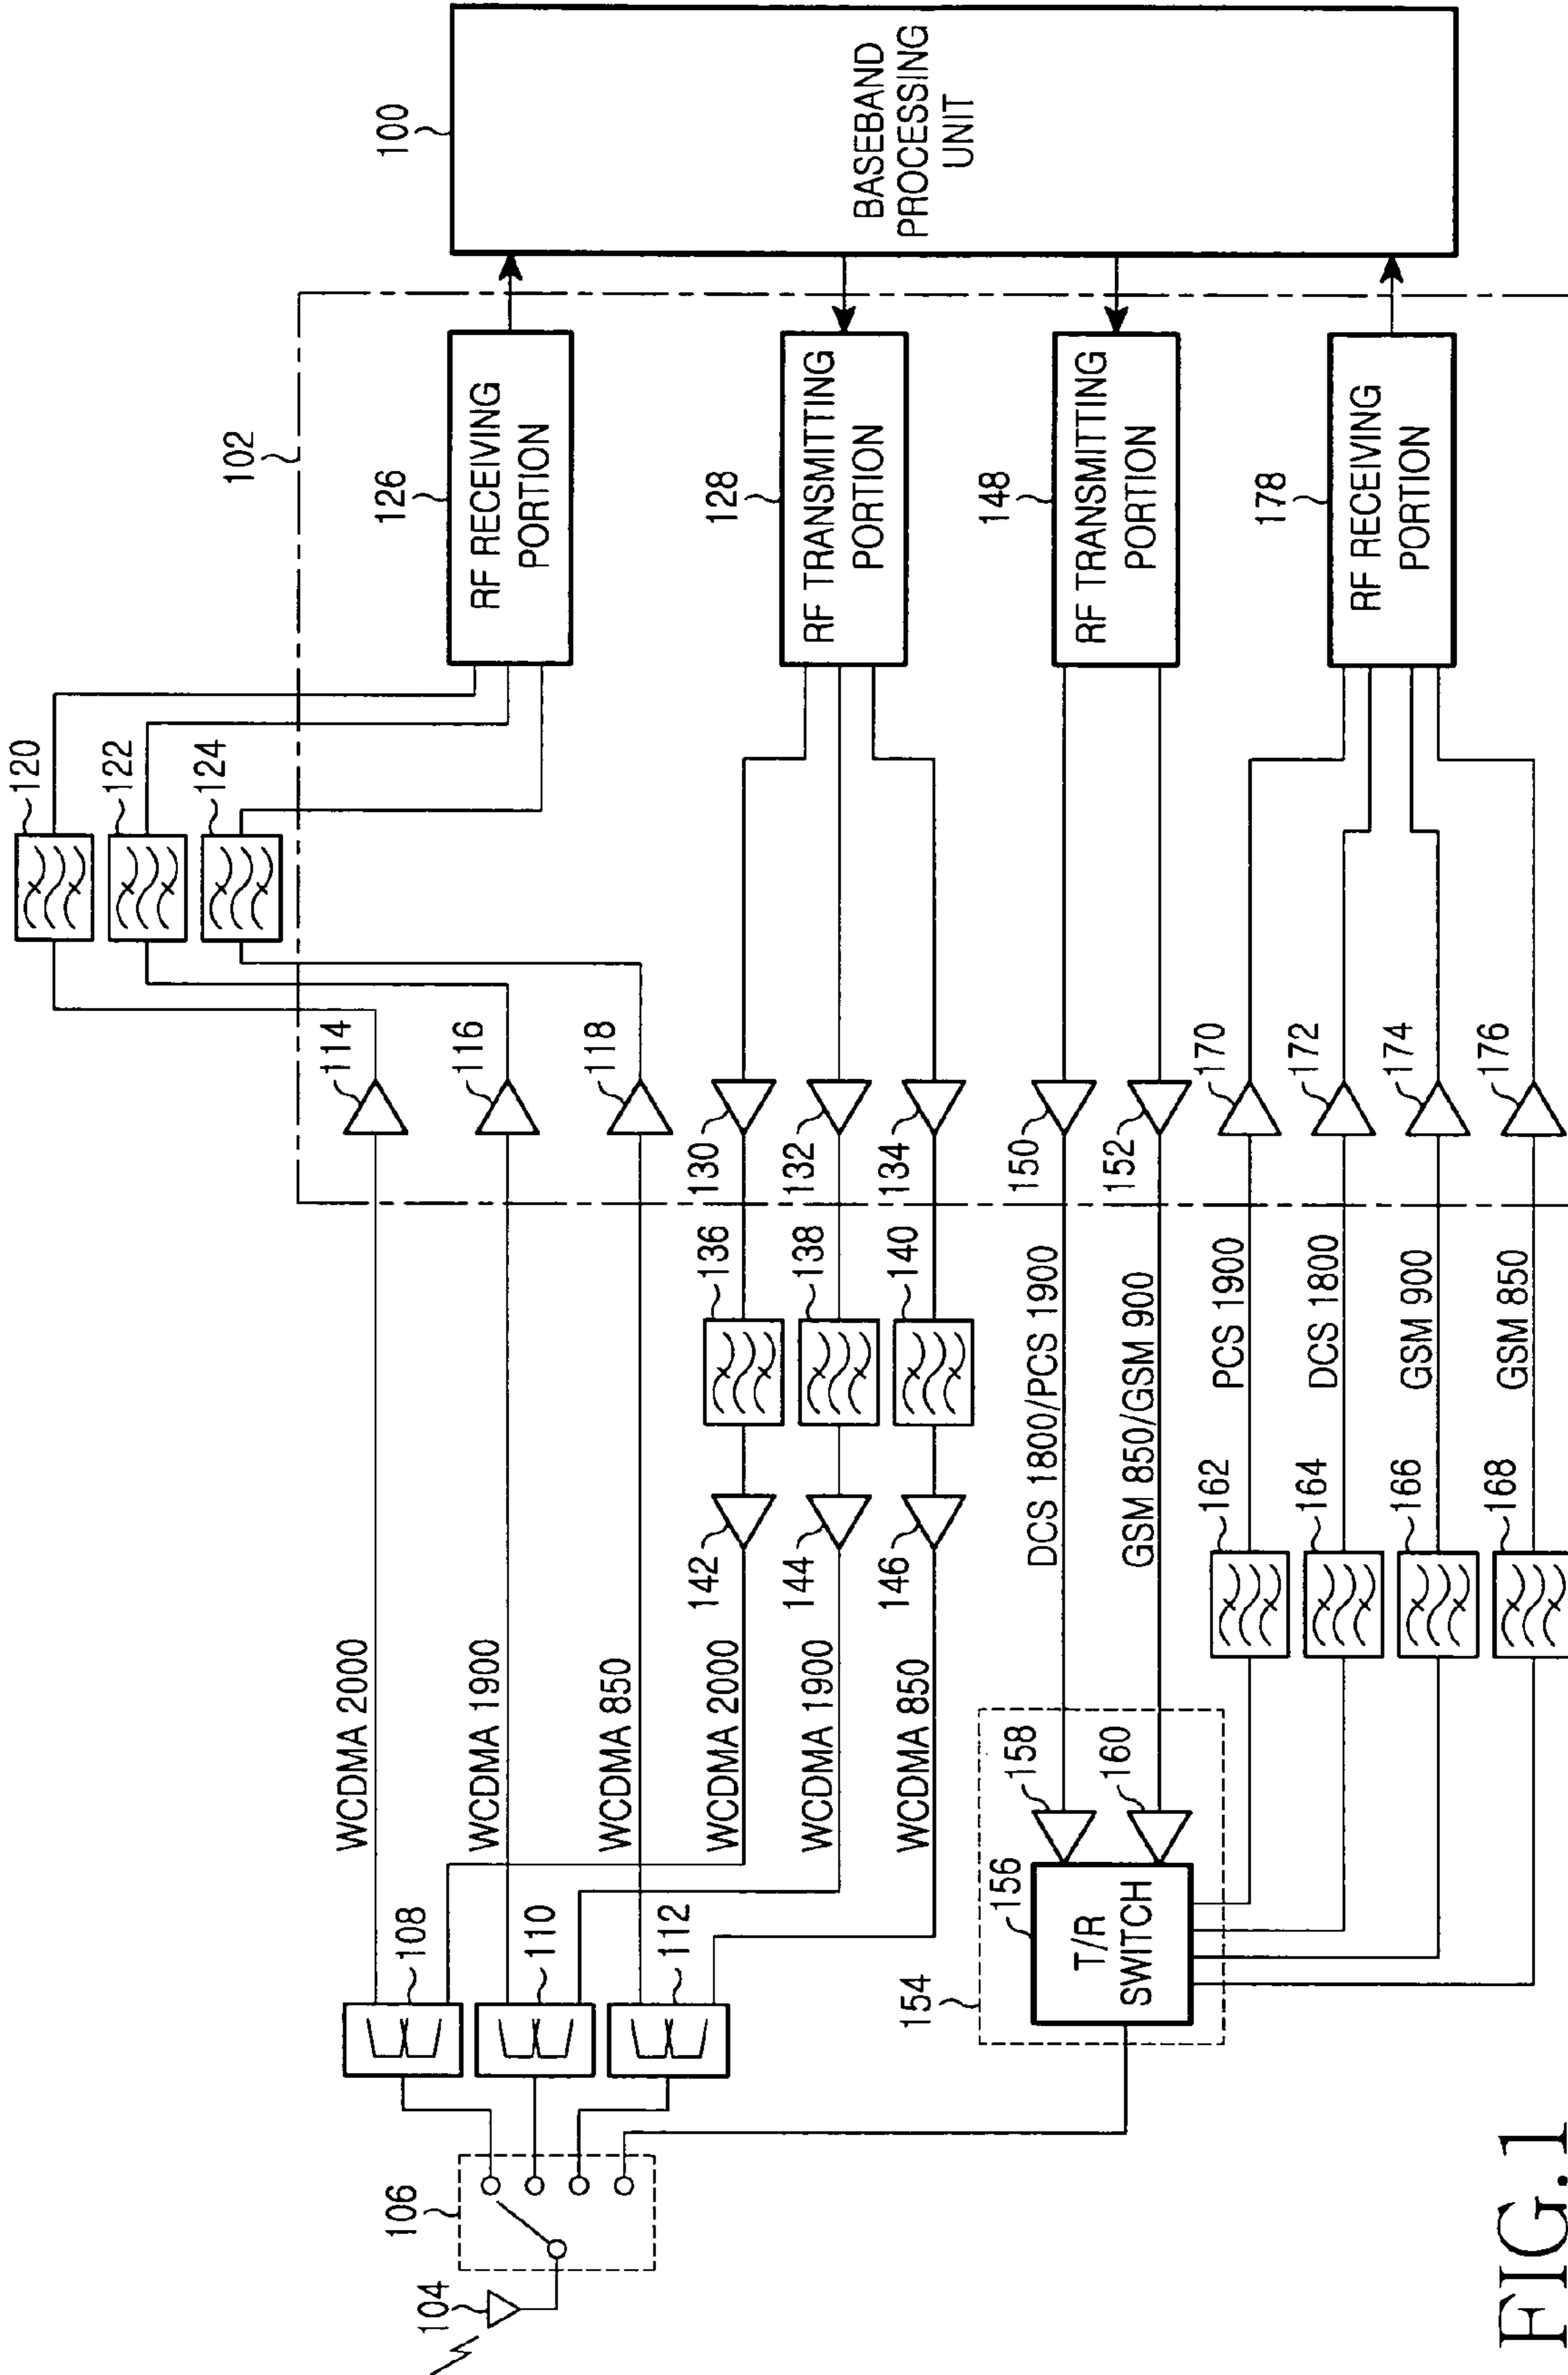 104
106
108
110
112
WCDMA 2000
WCDMA 1900
WCDMA 850
114
116
118
120
122
124
102
126
RF RECEIVING
PORTION
100
BASEBAND
PROCESSING
UNIT
WCDMA 2000
WCDMA 1900
WCDMA 850
142
144
146
136
138
140
130
132
134
128
RF TRANSMITTING
PORTION
154
156
T/R
SWITCH
158
160
DCS 1800/PCS 1900
GSM 850/GSM 900
150
152
148
RF TRANSMITTING
PORTION
162
164
166
168
PCS 1900
DCS 1800
GSM 900
GSM 850
170
172
174
176
178
RF RECEIVING
PORTION
FIG.1